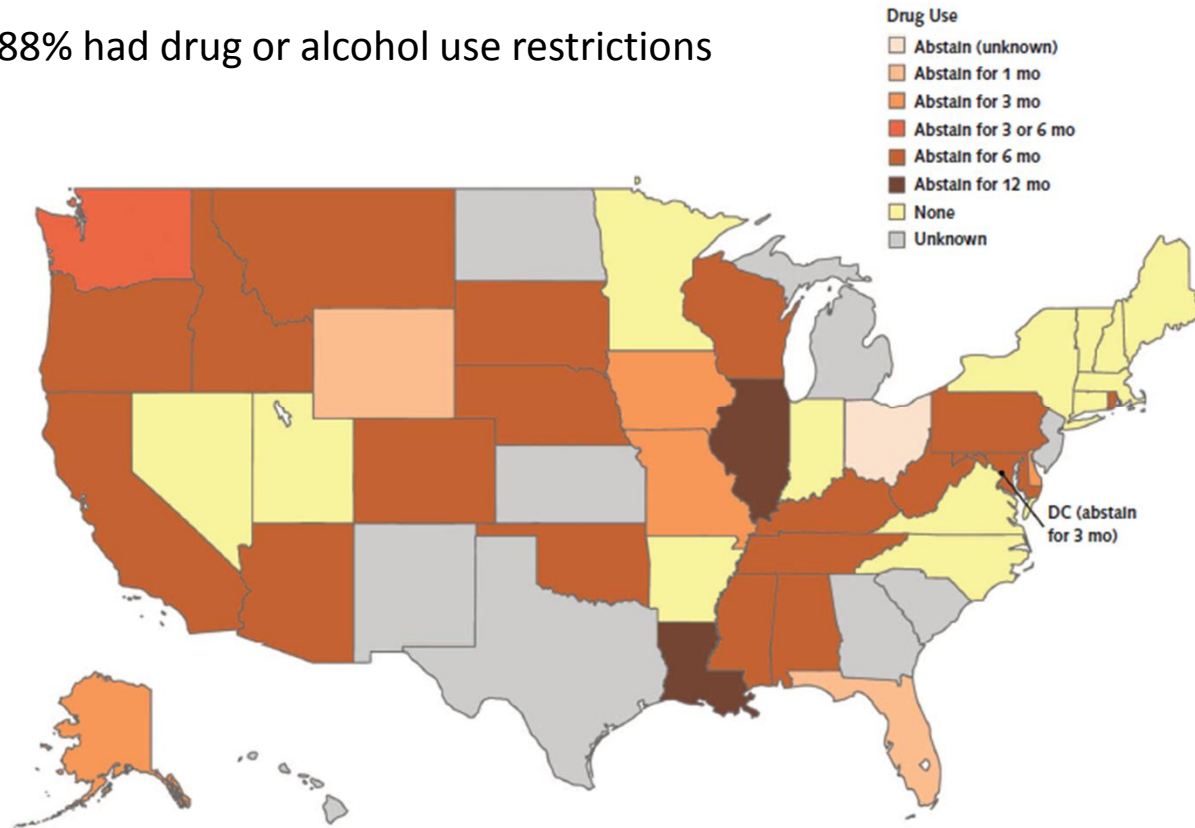 88% had drug or alcohol use restrictions
Drug Use
Abstain (unknown)
Abstain for 1 mo
Abstain for 3 mo
Abstain for 3 or 6 mo
Abstain for 6 mo
Abstain for 12 mo
None
Unknown
DC (abstain
for 3 mo)